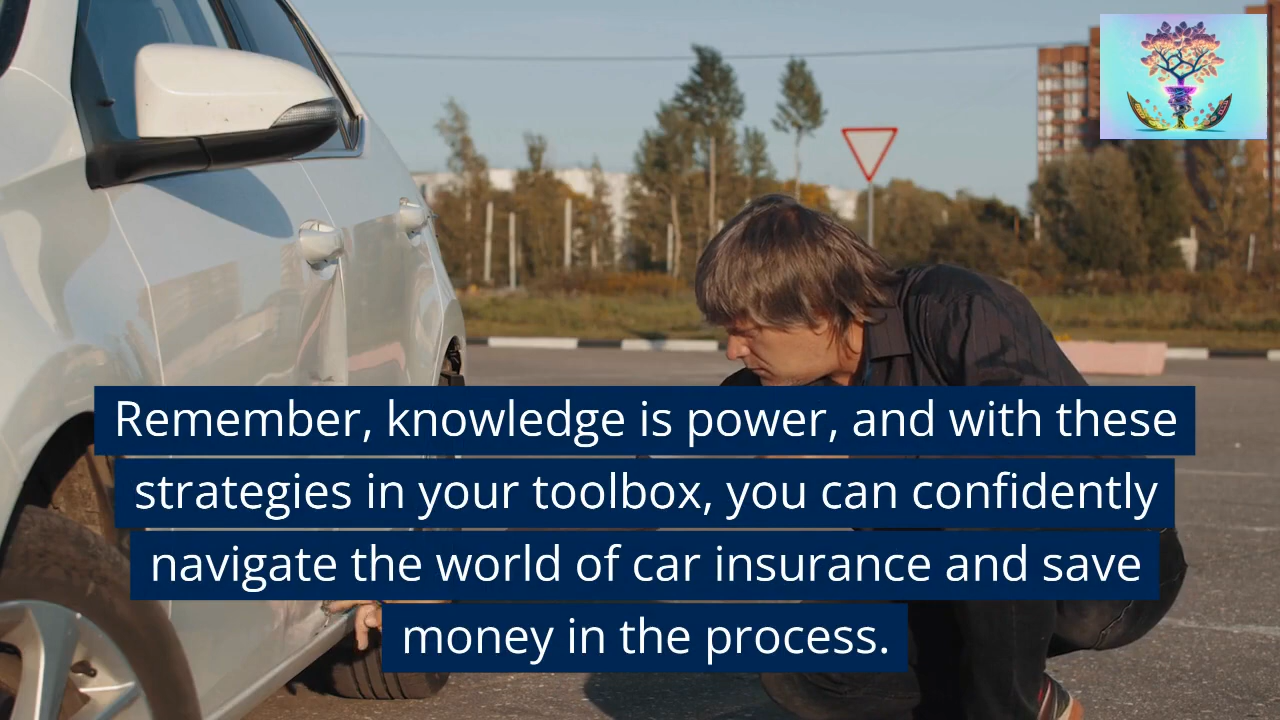 Remember, knowledge is power, and with these
strategies in your toolbox, you can confidently
navigate the world of car insurance and save
money in the process.